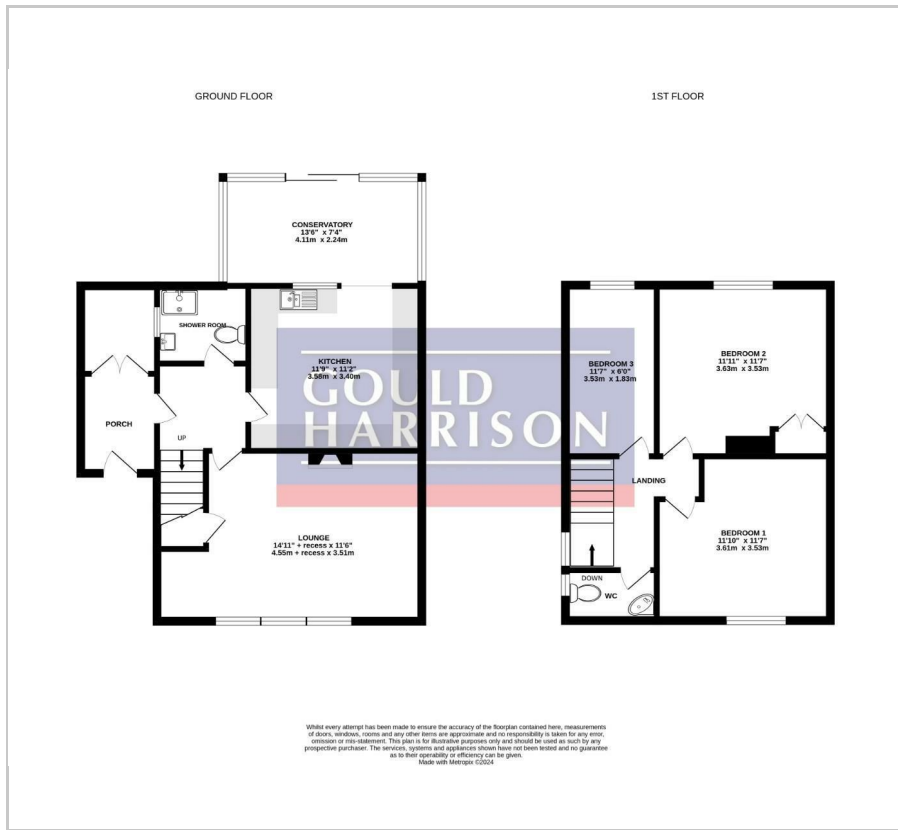 GROUND FLOOR
1ST FLOOR
CONSERVATORY
13'6" x 7'4"
4.11m x 2.24m
SHOWER ROOM
KITCHEN
11'9" x 11'2"
3.58m x 3.40m
PORCH
UP
LOUNGE
14'11" + recess x 11'6"
4.55m + recess x 3.51m
BEDROOM 3
11'7" x 6'0"
3.53m x 1.83m
BEDROOM 2
11'11" x 11'7"
3.63m x 3.53m
LANDING
BEDROOM 1
11'10" x 11'7"
3.61m x 3.53m
DOWN
WC
GOULD
HARRISON
Whilst every attempt has been made to ensure the accuracy of the floorplan contained here, measurements
of doors, windows, rooms and any other items are approximate and no responsibility is taken for any error,
omission or mis-statement. This plan is for illustrative purposes only and should be used as such by any
prospective purchaser. The services, systems and appliances shown have not been tested and no guarantee
as to their operability or efficiency can be given.
Made with Metropix ©2024